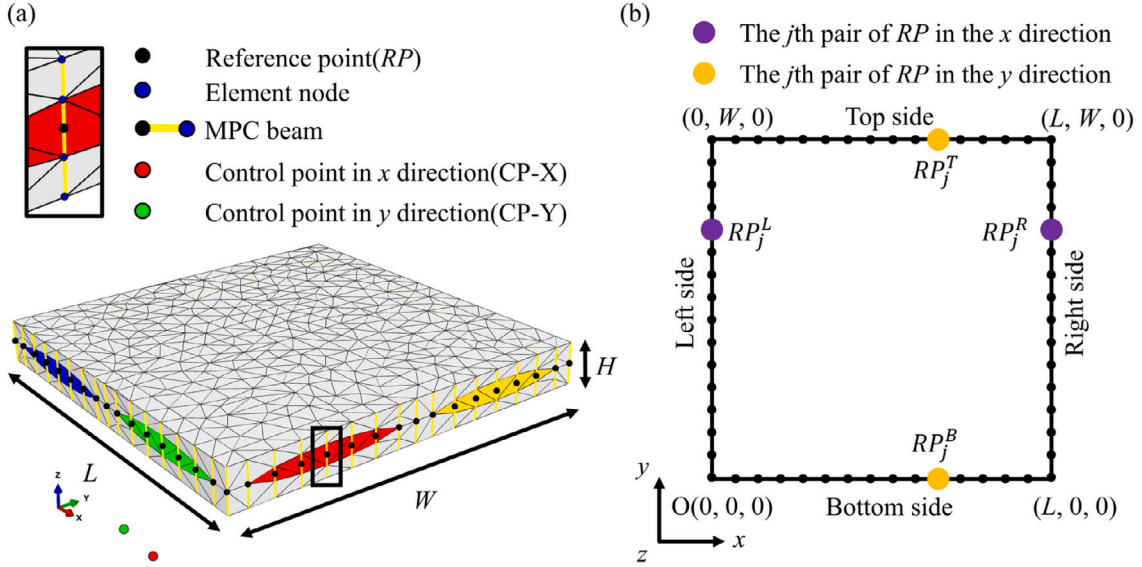 (a)
Reference point(RP)
Element node
MPC beam
Control point in x direction(CP-X)
Control point in y direction(CP-Y)
H
L
W
Z
Y
X
(b)
The jth pair of RP in the x direction
The jth pair of RP in the y direction
(0, W, 0) Top side (L, W, 0)
RP_j^T
RP_j^L RP_j^R
Left side
Right side
RP_j^B
y
O(0, 0, 0) Bottom side (L, 0, 0)
z x